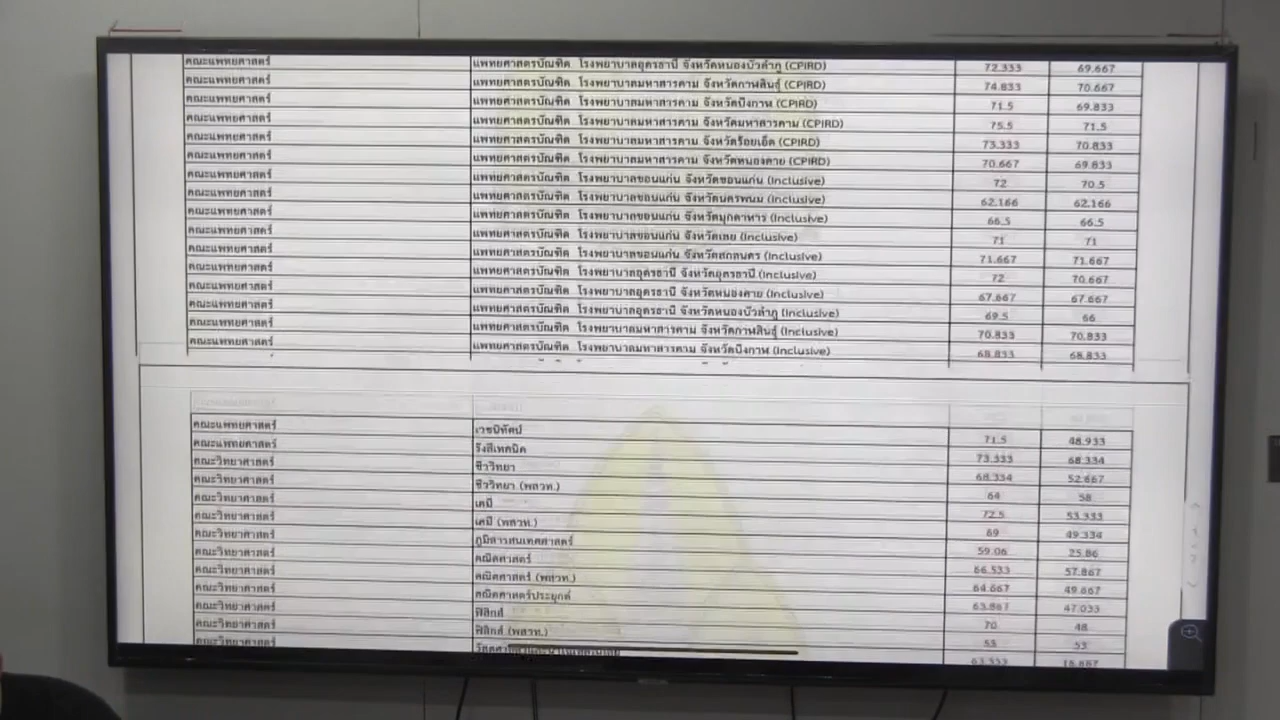 คณะแพทยศาสตร์ แพทยศาสตรบัณฑิต โรงพยาบาลอุดรธานี จังหวัดหนองบัวลำภู (CPIRD) 72.333 69.667
คณะแพทยศาสตร์ แพทยศาสตรบัณฑิต โรงพยาบาลมหาสารคาม จังหวัดกาฬสินธุ์ (CPIRD) 74.833 70.667
คณะแพทยศาสตร์ แพทยศาสตรบัณฑิต โรงพยาบาลมหาสารคาม จังหวัดบึงกาฬ (CPIRD) 71.5 69.833
คณะแพทยศาสตร์ แพทยศาสตรบัณฑิต โรงพยาบาลมหาสารคาม จังหวัดมหาสารคาม (CPIRD) 75.5 71.5
คณะแพทยศาสตร์ แพทยศาสตรบัณฑิต โรงพยาบาลมหาสารคาม จังหวัดร้อยเอ็ด (CPIRD) 73.333 70.833
คณะแพทยศาสตร์ แพทยศาสตรบัณฑิต โรงพยาบาลมหาสารคาม จังหวัดหนองคาย (CPIRD) 70.667 69.833
คณะแพทยศาสตร์ แพทยศาสตรบัณฑิต โรงพยาบาลขอนแก่น จังหวัดขอนแก่น (Inclusive) 72 70.5
คณะแพทยศาสตร์ แพทยศาสตรบัณฑิต โรงพยาบาลขอนแก่น จังหวัดนครพนม (Inclusive) 62.166 62.166
คณะแพทยศาสตร์ แพทยศาสตรบัณฑิต โรงพยาบาลขอนแก่น จังหวัดมุกดาหาร (Inclusive) 66.5 66.5
คณะแพทยศาสตร์ แพทยศาสตรบัณฑิต โรงพยาบาลขอนแก่น จังหวัดเลย (Inclusive) 71 71
คณะแพทยศาสตร์ แพทยศาสตรบัณฑิต โรงพยาบาลขอนแก่น จังหวัดสกลนคร (Inclusive) 71.667 71.667
คณะแพทยศาสตร์ แพทยศาสตรบัณฑิต โรงพยาบาลอุดรธานี จังหวัดอุดรธานี (Inclusive) 72 70.667
คณะแพทยศาสตร์ แพทยศาสตรบัณฑิต โรงพยาบาลอุดรธานี จังหวัดหนองคาย (Inclusive) 67.667 67.667
คณะแพทยศาสตร์ แพทยศาสตรบัณฑิต โรงพยาบาลอุดรธานี จังหวัดหนองบัวลำภู (Inclusive) 69.5 66
คณะแพทยศาสตร์ แพทยศาสตรบัณฑิต โรงพยาบาลมหาสารคาม จังหวัดกาฬสินธุ์ (Inclusive) 70.833 70.833
คณะแพทยศาสตร์ แพทยศาสตรบัณฑิต โรงพยาบาลมหาสารคาม จังหวัดบึงกาฬ (Inclusive) 68.833 68.833
คณะแพทยศาสตร์ เวชนิทัศน์ 71.5 48.933
คณะแพทยศาสตร์ รังสีเทคนิค 73.333 68.334
คณะวิทยาศาสตร์ ชีววิทยา 68.334 52.667
คณะวิทยาศาสตร์ ชีววิทยา (พสวท.) 64 58
คณะวิทยาศาสตร์ เคมี 72.5 53.333
คณะวิทยาศาสตร์ เคมี (พสวท.) 69 49.334
คณะวิทยาศาสตร์ ภูมิสารสนเทศศาสตร์ 59.06 25.86
คณะวิทยาศาสตร์ คณิตศาสตร์ 66.533 57.867
คณะวิทยาศาสตร์ คณิตศาสตร์ (พสวท.) 64.667 49.667
คณะวิทยาศาสตร์ คณิตศาสตร์ประยุกต์ 63.867 47.033
คณะวิทยาศาสตร์ ฟิสิกส์ 70 48
คณะวิทยาศาสตร์ ฟิสิกส์ (พสวท.) 55 53
คณะวิทยาศาสตร์